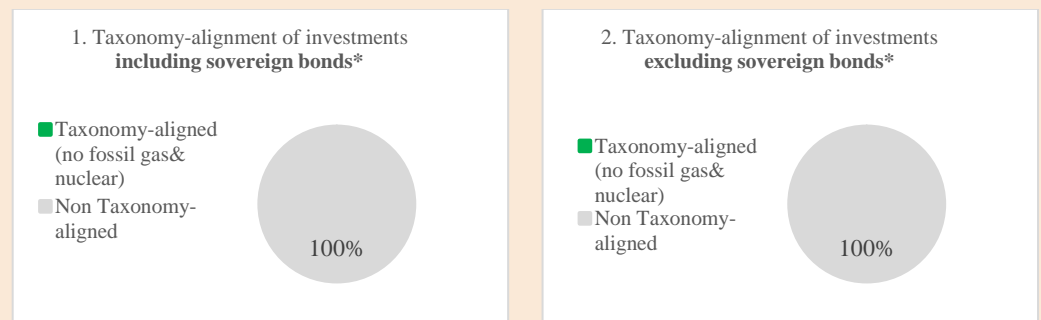 1. Taxonomy-alignment of investments
including sovereign bonds*
Taxonomy-aligned
(no fossil gas&
nuclear)
Non Taxonomy-
aligned
100%
2. Taxonomy-alignment of investments
excluding sovereign bonds*
Taxonomy-aligned
(no fossil gas&
nuclear)
Non Taxonomy-
aligned
100%